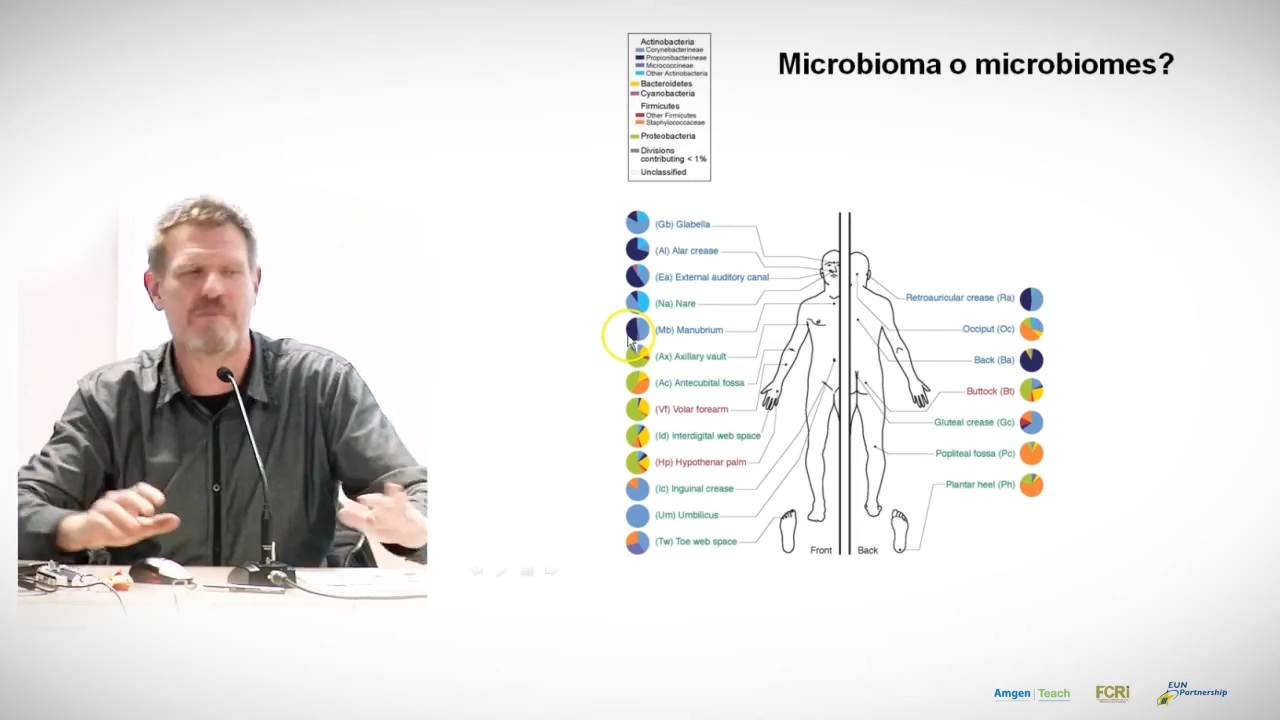 Microbioma o microbiomes?
Actinobacteria
Corynebacterineae
Propionibacterineae
Micrococcineae
Other Actinobacteria
Bacteroidetes
Cyanobacteria
Firmicutes
Other Firmicutes
Staphylococcaceae
Proteobacteria
Divisions
contributing < 1%
Unclassified
(Gb) Glabella
(Al) Alar crease
(Ea) External auditory canal
(Na) Nare
(Mb) Manubrium
(Ax) Axillary vault
(Ac) Antecubital fossa
(Vf) Volar forearm
(Id) Interdigital web space
(Hp) Hypothenar palm
(Ic) Inguinal crease
(Um) Umbilicus
(Tw) Toe web space
Retroauricular crease (Ra)
Occiput (Oc)
Back (Ba)
Buttock (Bt)
Gluteal crease (Gc)
Popliteal fossa (Pc)
Plantar heel (Ph)
Front
Back
Amgen | Teach
FCRi
EUN
Partnership